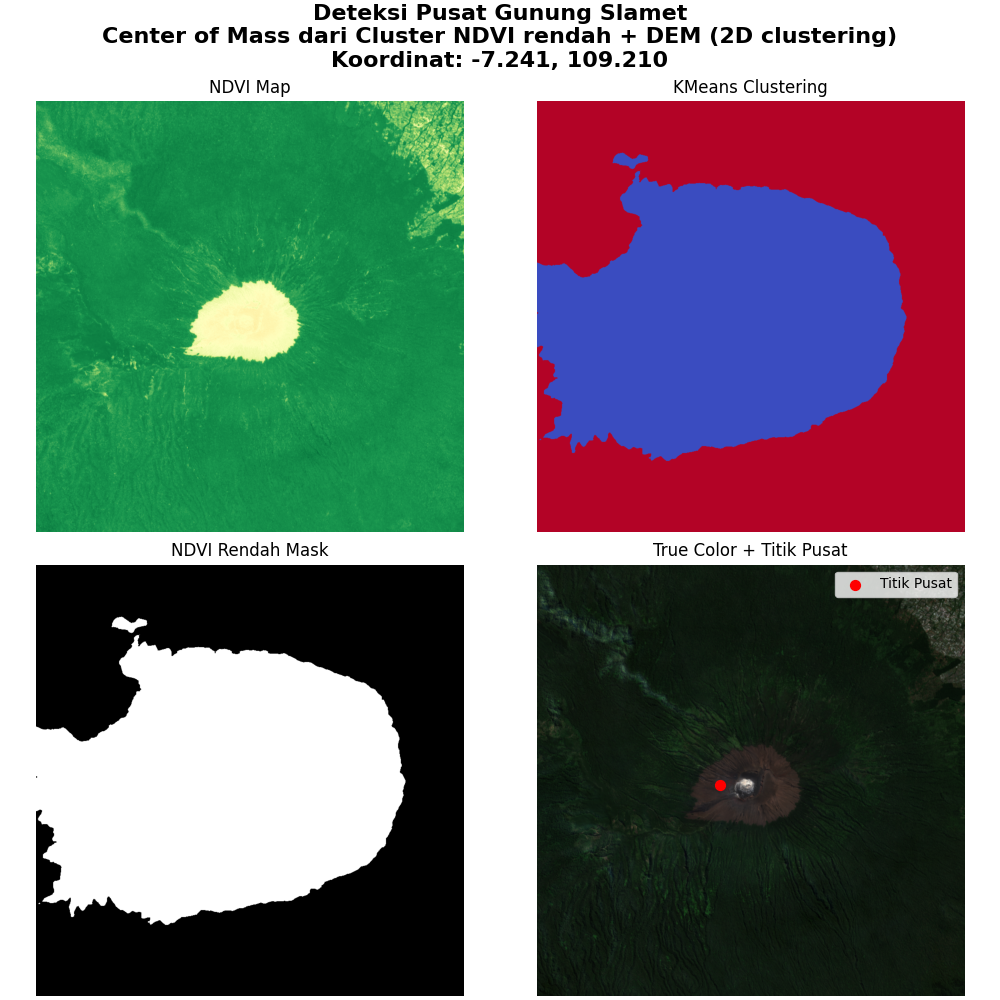 Deteksi Pusat Gunung Slamet
Center of Mass dari Cluster NDVI rendah + DEM (2D clustering)
Koordinat: -7.241, 109.210
NDVI Map
KMeans Clustering
NDVI Rendah Mask
True Color + Titik Pusat
Titik Pusat